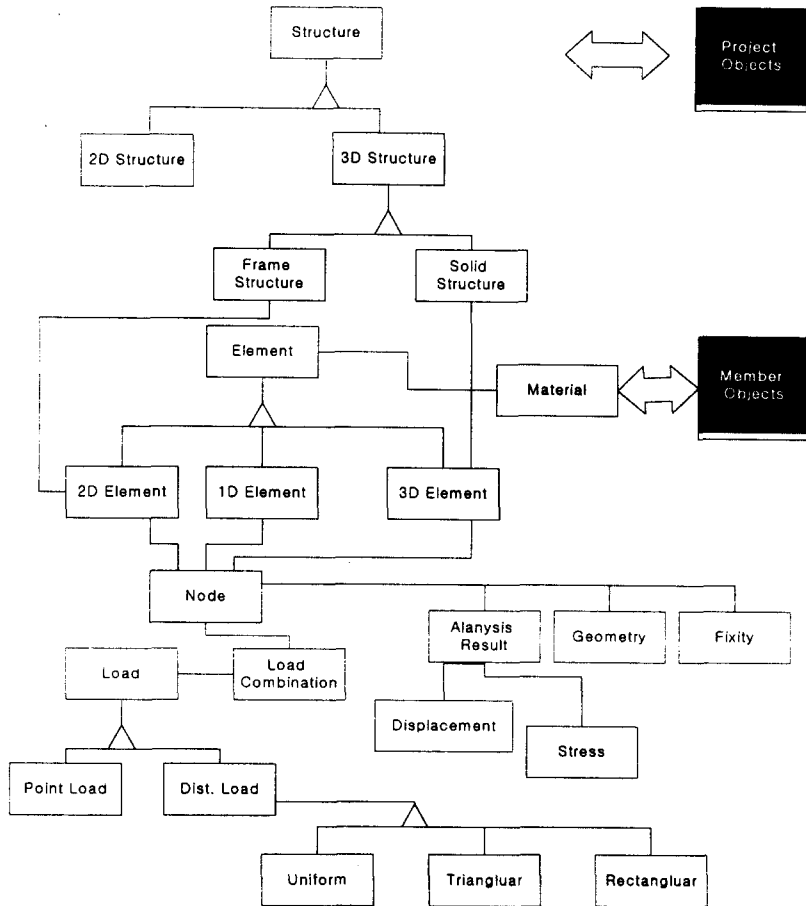 Structure
Project
Objects
2D Structure
3D Structure
Frame
Structure
Solid
Structure
Element
Material
Member
Objects
2D Element
1D Element
3D Element
Node
Alanysis
Result
Geometry
Fixity
Load
Load
Combination
Displacement
Stress
Point Load
Dist. Load
Uniform
Triangluar
Rectangluar